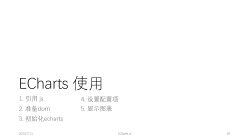 ECharts 使用
1. 引用 js
2. 准备dom
3. 初始化echarts
4. 设置配置项
5. 展示图表